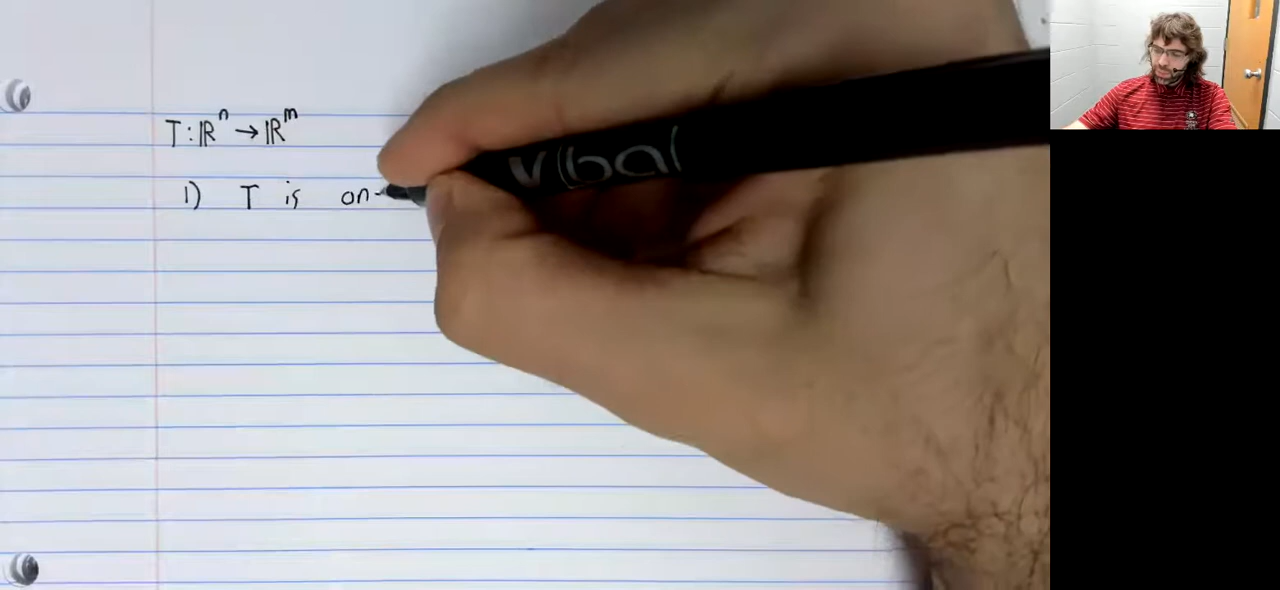 T : ℝⁿ → ℝᵐ
1) T is on-